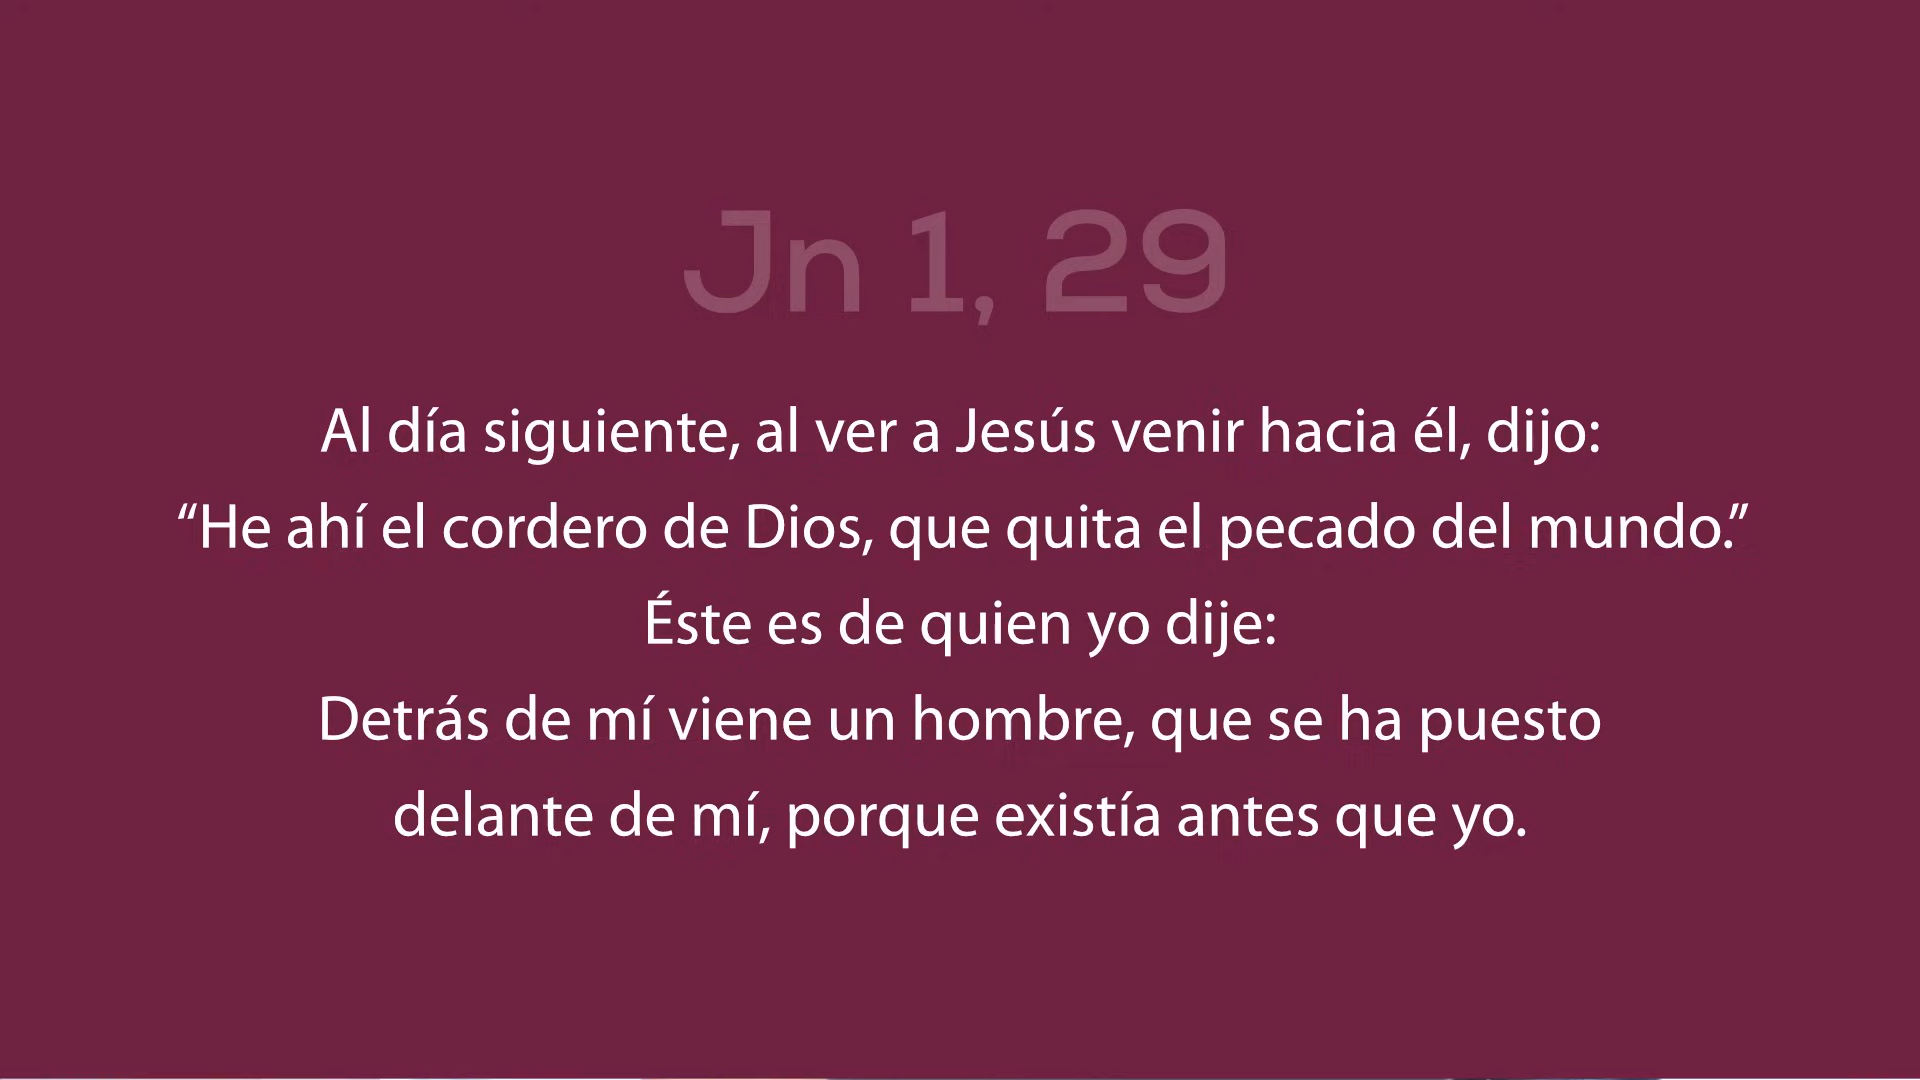 Jn 1, 29
Al día siguiente, al ver a Jesús venir hacia él, dijo:
“He ahí el cordero de Dios, que quita el pecado del mundo.”
Éste es de quien yo dije:
Detrás de mí viene un hombre, que se ha puesto
delante de mí, porque existía antes que yo.